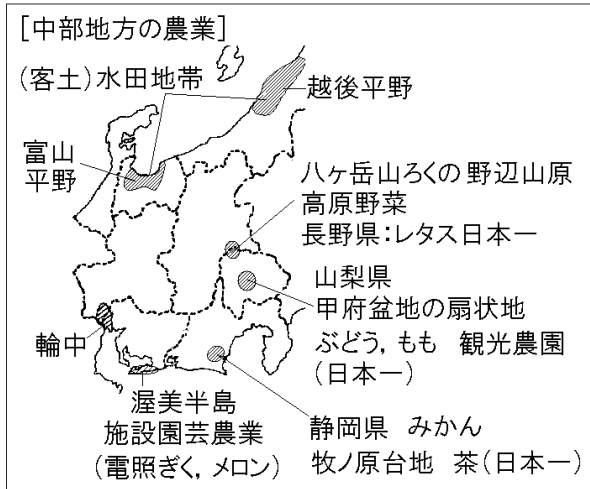 [中部地方の農業]
(客土)水田地帯
越後平野
富山
平野
八ヶ岳山ろくの野辺山原
高原野菜
長野県:レタス日本一
山梨県
甲府盆地の扇状地
ぶどう, もも 観光農園
(日本一)
輪中
渥美半島
施設園芸農業
(電照ぎく, メロン)
静岡県 みかん
牧ノ原台地 茶(日本一)